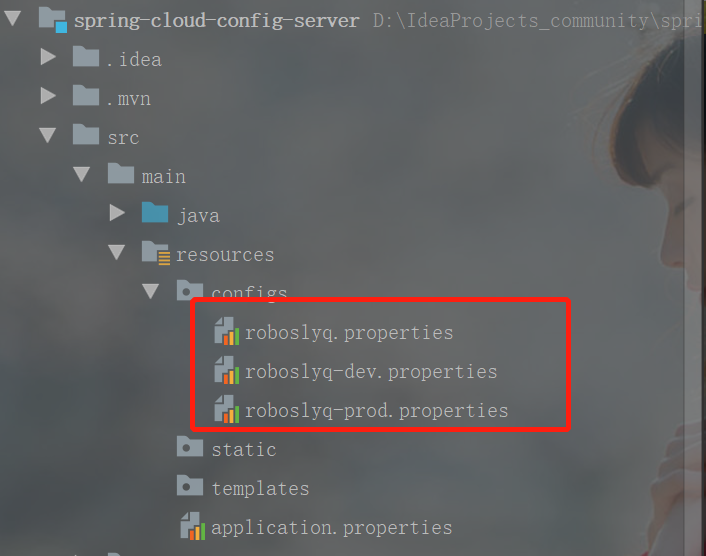 spring-cloud-config-server D:\IdeaProjects_community\spri
.idea
.mvn
src
main
java
resources
configs
roboslyq.properties
roboslyq-dev.properties
roboslyq-prod.properties
static
templates
application.properties